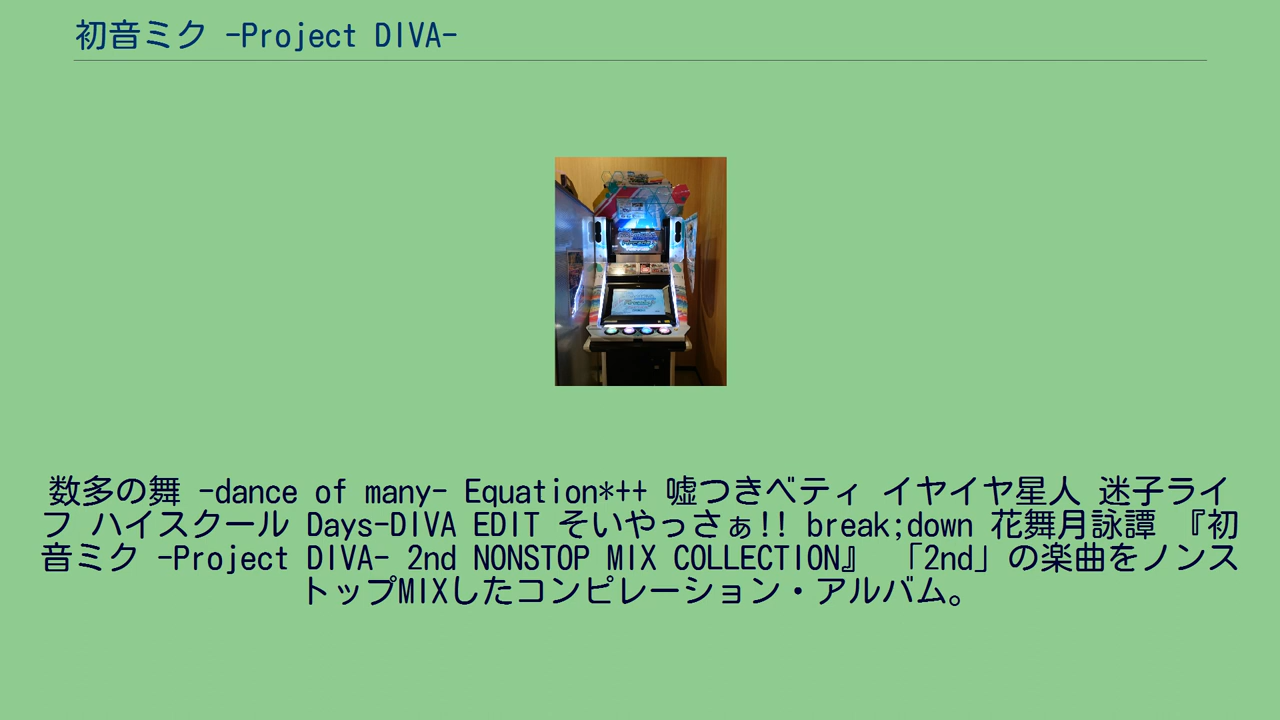 初音ミク -Project DIVA-
数多の舞 -dance of many- Equation*++ 嘘つきベティ イヤイヤ星人 迷子ライ
フ ハイスクール Days-DIVA EDIT そいやっさぁ!! break;down 花舞月詠譚 『初
音ミク -Project DIVA- 2nd NONSTOP MIX COLLECTION』 「2nd」の楽曲をノンス
トップMIXしたコンピレーション・アルバム。